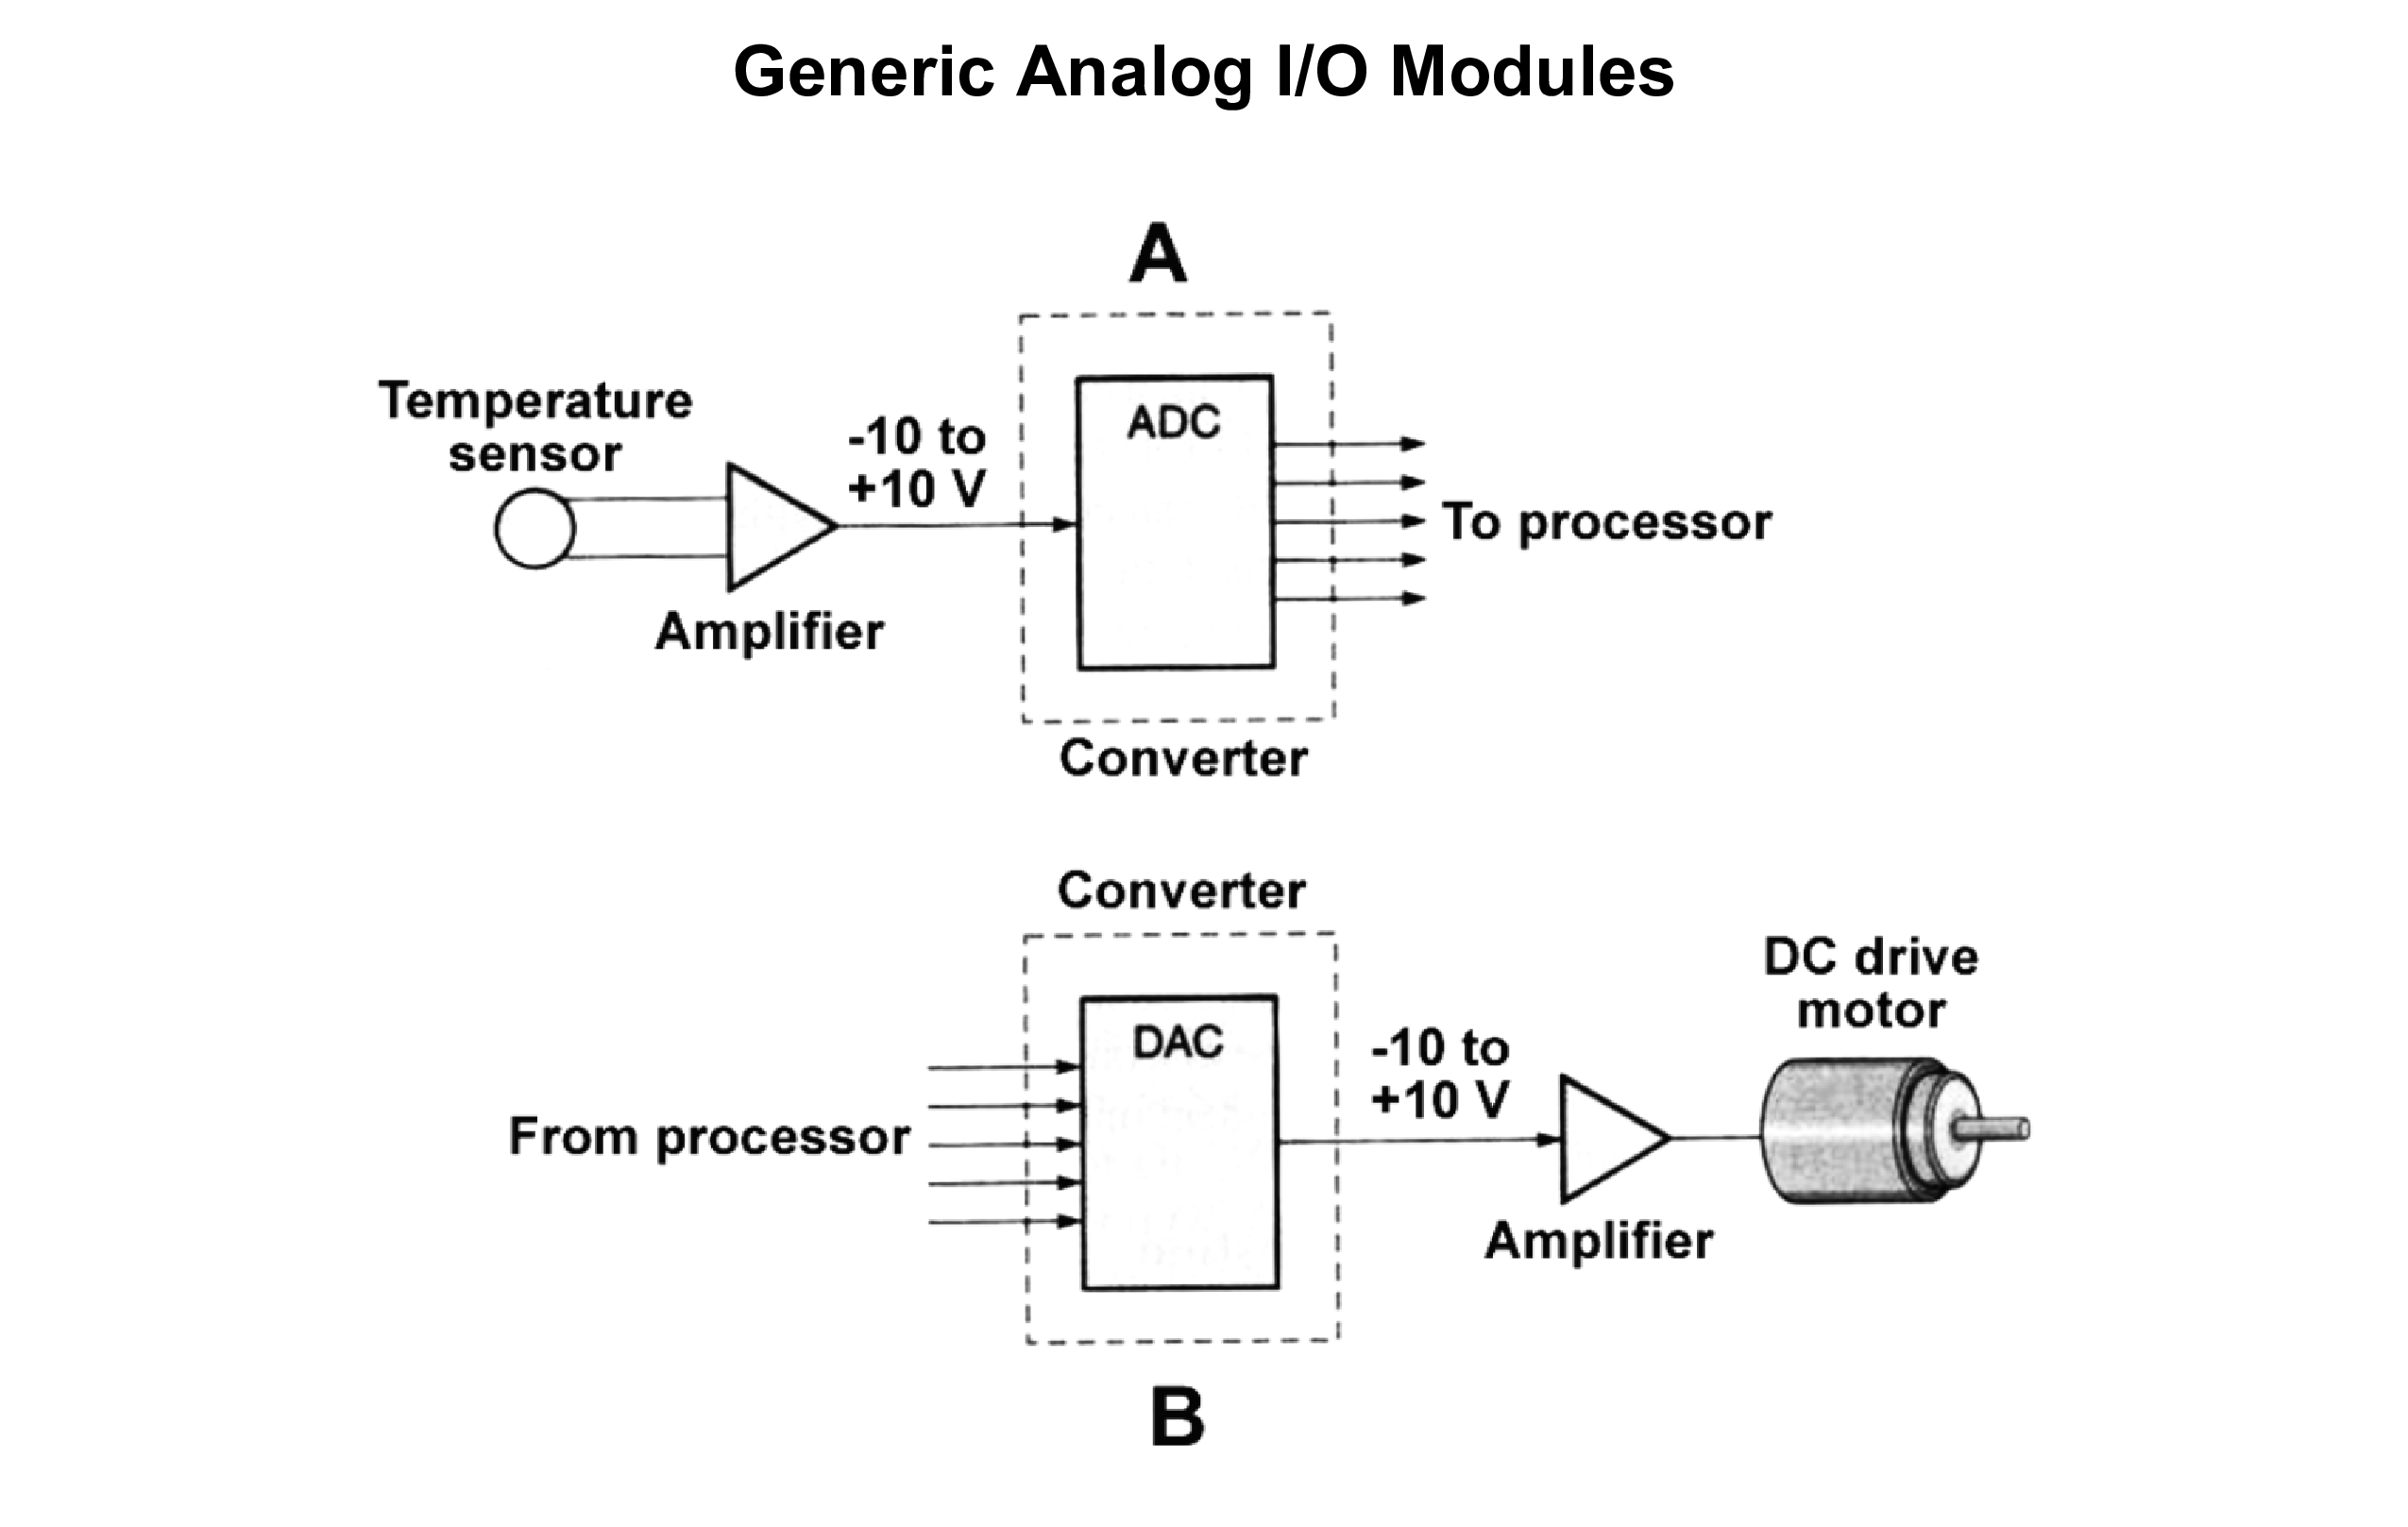 Generic Analog I/O Modules
A
Temperature
sensor
-10 to
+10 V
ADC
To processor
Amplifier
Converter
Converter
DC drive
motor
DAC
-10 to
+10 V
From processor
Amplifier
B